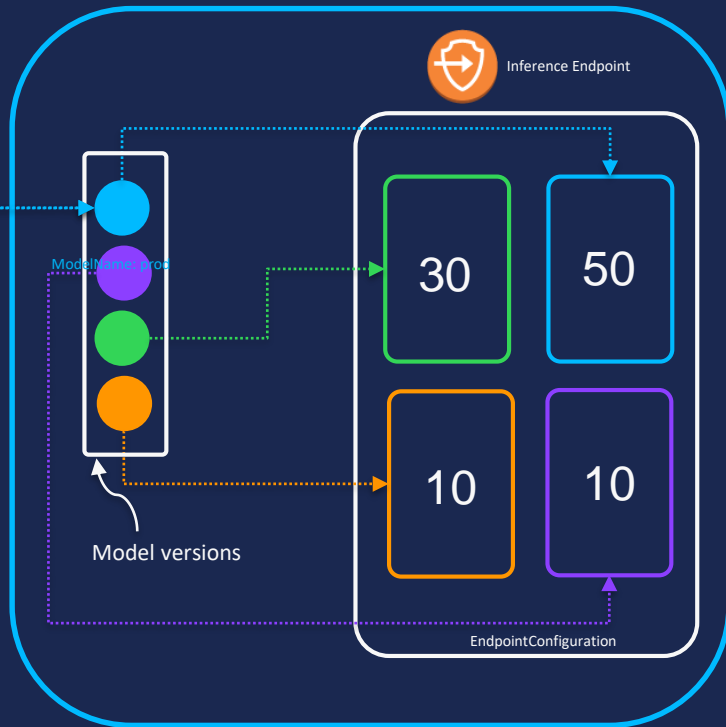 Inference Endpoint
ModelName: prod
30
50
10
10
Model versions
EndpointConfiguration